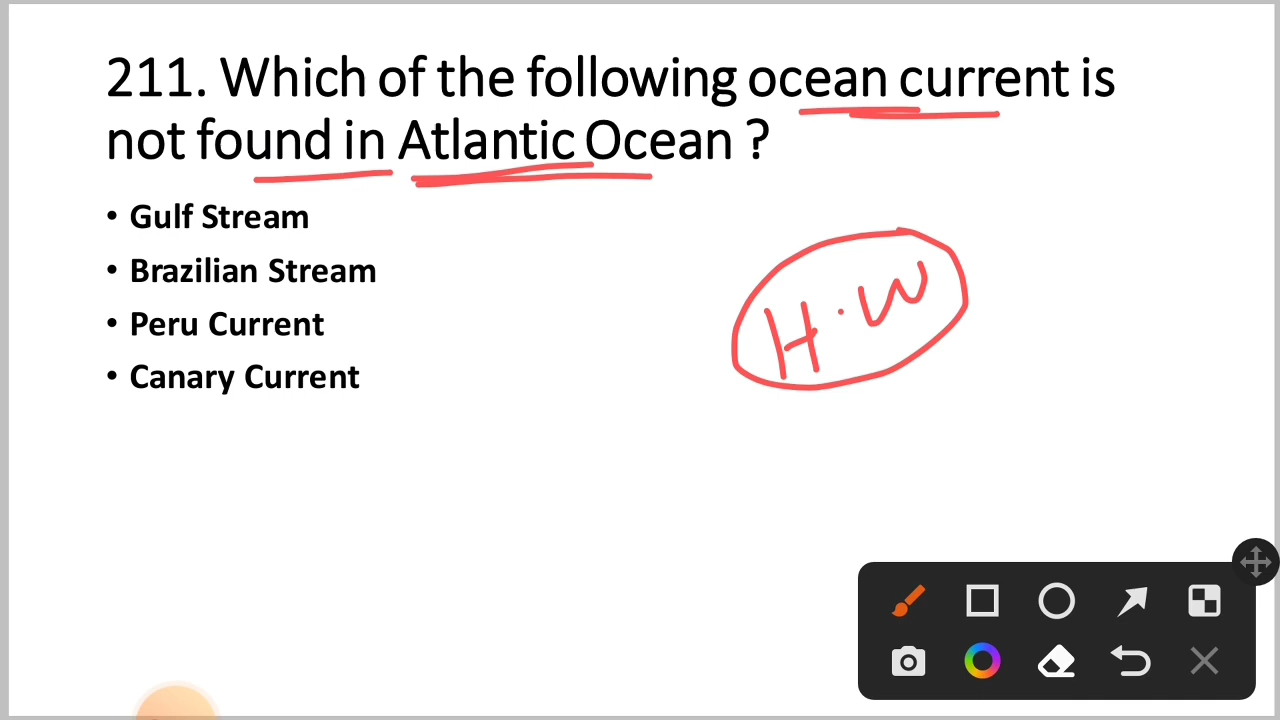 211. Which of the following ocean current is
not found in Atlantic Ocean ?
• Gulf Stream
• Brazilian Stream
• Peru Current
• Canary Current
H.W